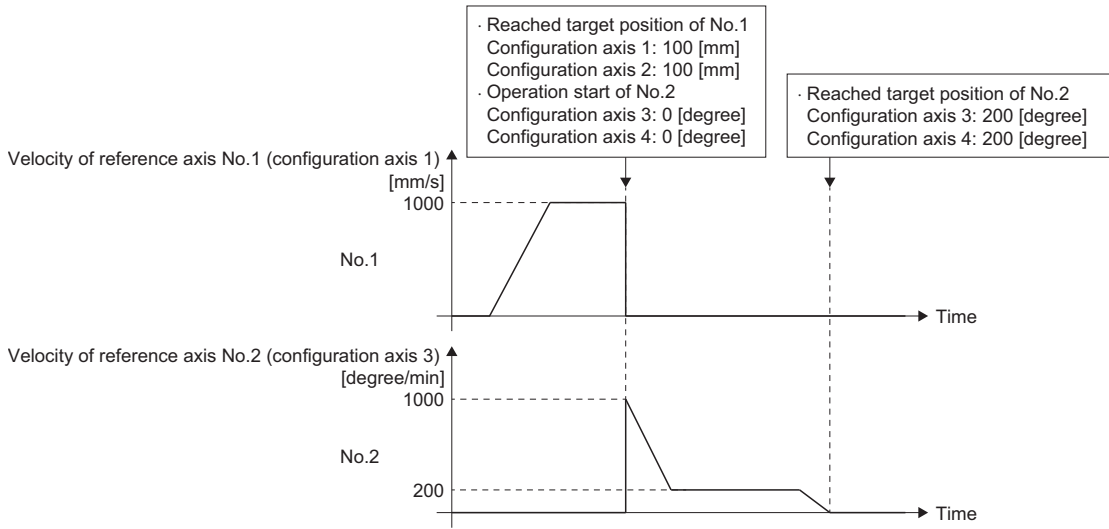 · Reached target position of No.1
Configuration axis 1: 100 [mm]
Configuration axis 2: 100 [mm]
· Operation start of No.2
Configuration axis 3: 0 [degree]
Configuration axis 4: 0 [degree]
· Reached target position of No.2
Configuration axis 3: 200 [degree]
Configuration axis 4: 200 [degree]
Velocity of reference axis No.1 (configuration axis 1)
[mm/s]
1000
No.1
Time
Velocity of reference axis No.2 (configuration axis 3)
[degree/min]
1000
No.2
200
Time